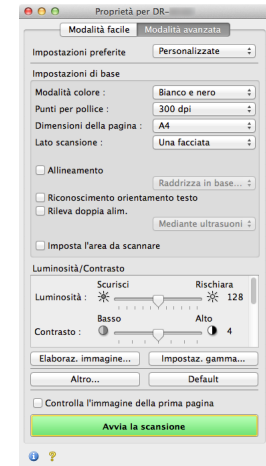 Proprietà per DR-
Modalità facile Modalità avanzata
Impostazioni preferite Personalizzate
Impostazioni di base
Modalità colore : Bianco e nero
Punti per pollice : 300 dpi
Dimensioni della pagina : A4
Lato scansione : Una facciata
Allineamento
Raddrizza in base...
Riconoscimento orientamento testo
Rileva doppia alim.
Mediante ultrasuoni
Imposta l'area da scannare
Luminosità/Contrasto
Scurisci Rischiara
Luminosità : 128
Basso Alto
Contrasto : 4
Elaboraz. immagine... Impostaz. gamma...
Altro... Default
Controlla l'immagine della prima pagina
Avvia la scansione